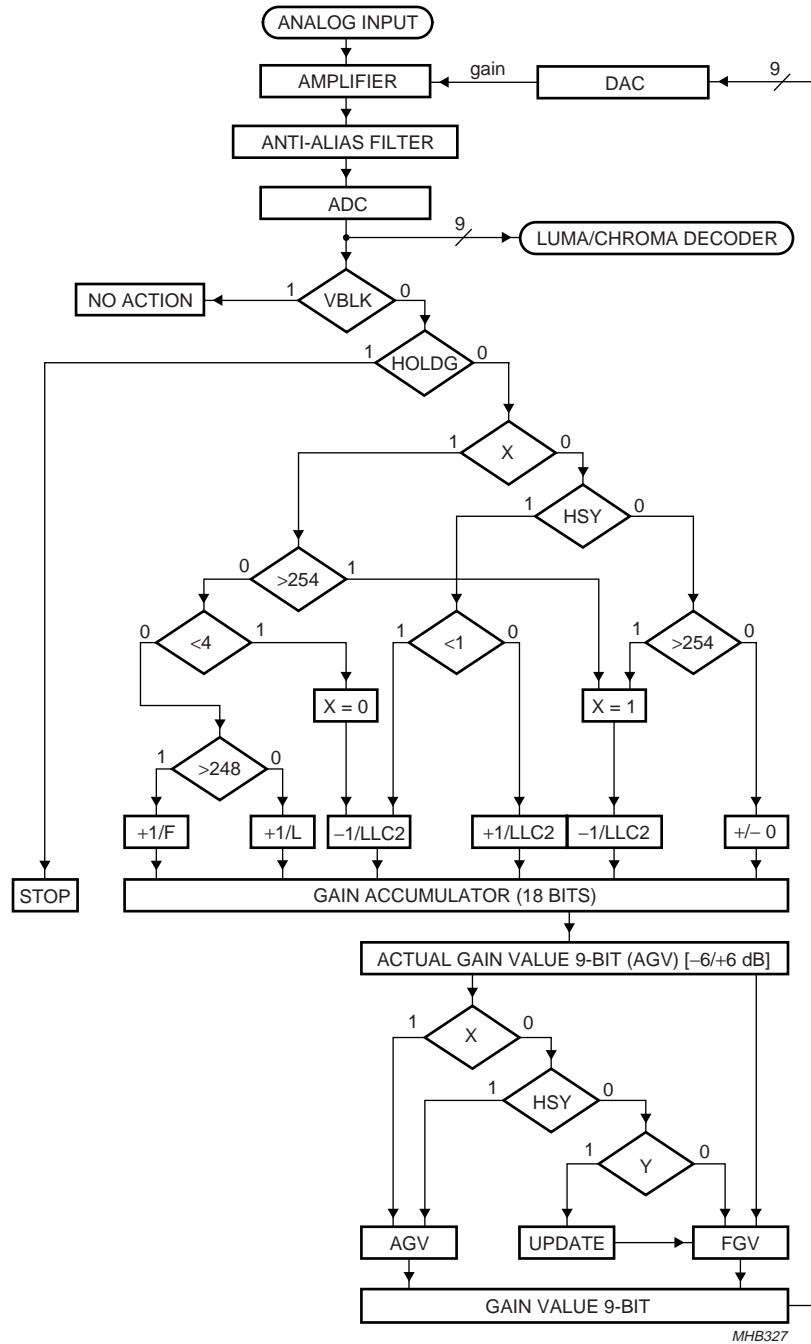 ANALOG INPUT
AMPLIFIER
gain
DAC
9
ANTI-ALIAS FILTER
ADC
9
LUMA/CHROMA DECODER
NO ACTION
1
VBLK
0
1
HOLDG
0
1
X
0
1
HSY
0
0
>254
1
0
<4
1
1
<1
0
1
>254
0
X = 0
X = 1
1
>248
0
+1/F
+1/L
−1/LLC2
+1/LLC2
−1/LLC2
+/− 0
STOP
GAIN ACCUMULATOR (18 BITS)
ACTUAL GAIN VALUE 9-BIT (AGV) [−6/+6 dB]
1
X
0
1
HSY
0
1
Y
0
AGV
UPDATE
FGV
GAIN VALUE 9-BIT
MHB327